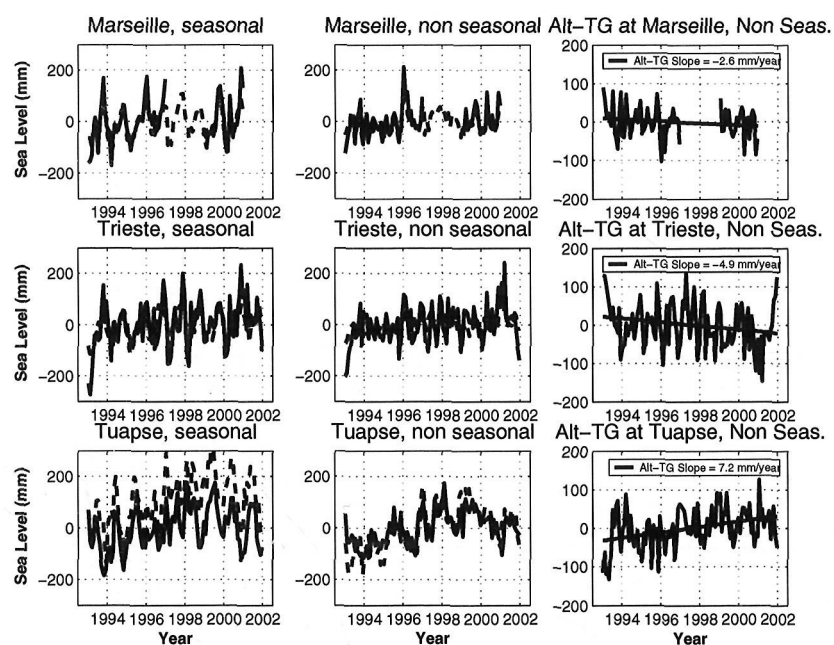 Marseille, seasonal
Marseille, non seasonal
Alt−TG at Marseille, Non Seas.
Sea Level (mm)
200
0
−200
1994 1996 1998 2000 2002
200
0
−200
1994 1996 1998 2000 2002
200
100
0
−100
−200
1994 1996 1998 2000 2002
Alt−TG Slope = −2.6 mm/year
Trieste, seasonal
Trieste, non seasonal
Alt−TG at Trieste, Non Seas.
Sea Level (mm)
200
0
−200
1994 1996 1998 2000 2002
200
0
−200
1994 1996 1998 2000 2002
200
100
0
−100
−200
1994 1996 1998 2000 2002
Alt−TG Slope = −4.9 mm/year
Tuapse, seasonal
Tuapse, non seasonal
Alt−TG at Tuapse, Non Seas.
Sea Level (mm)
200
0
−200
1994 1996 1998 2000 2002
Year
200
0
−200
1994 1996 1998 2000 2002
Year
200
100
0
−100
−200
1994 1996 1998 2000 2002
Year
Alt−TG Slope = 7.2 mm/year